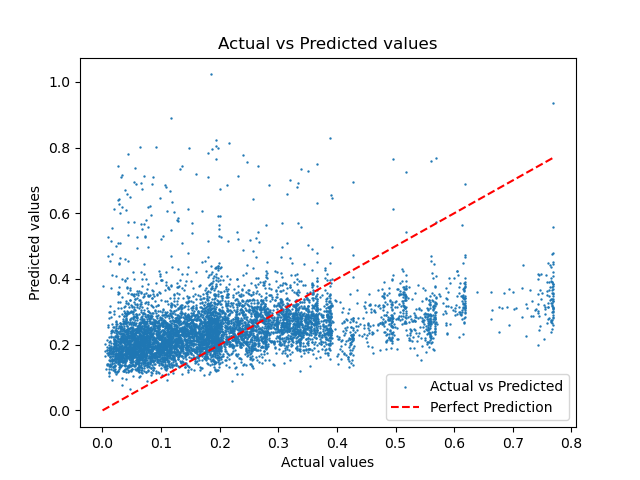 Actual vs Predicted values
Predicted values
1.0
0.8
0.6
0.4
0.2
0.0
Actual vs Predicted
Perfect Prediction
0.0 0.1 0.2 0.3 0.4 0.5 0.6 0.7 0.8
Actual values